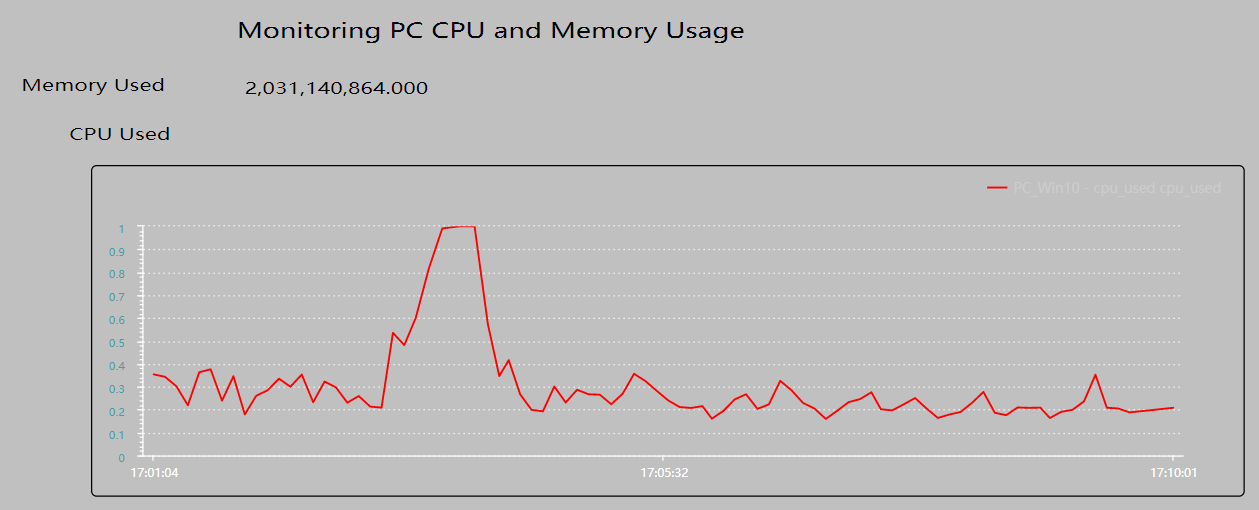 Monitoring PC CPU and Memory Usage
Memory Used 2,031,140,864.000
CPU Used
PC_Win10 - cpu_used cpu_used
1
0.9
0.8
0.7
0.6
0.5
0.4
0.3
0.2
0.1
0
17:01:04 17:05:32 17:10:01